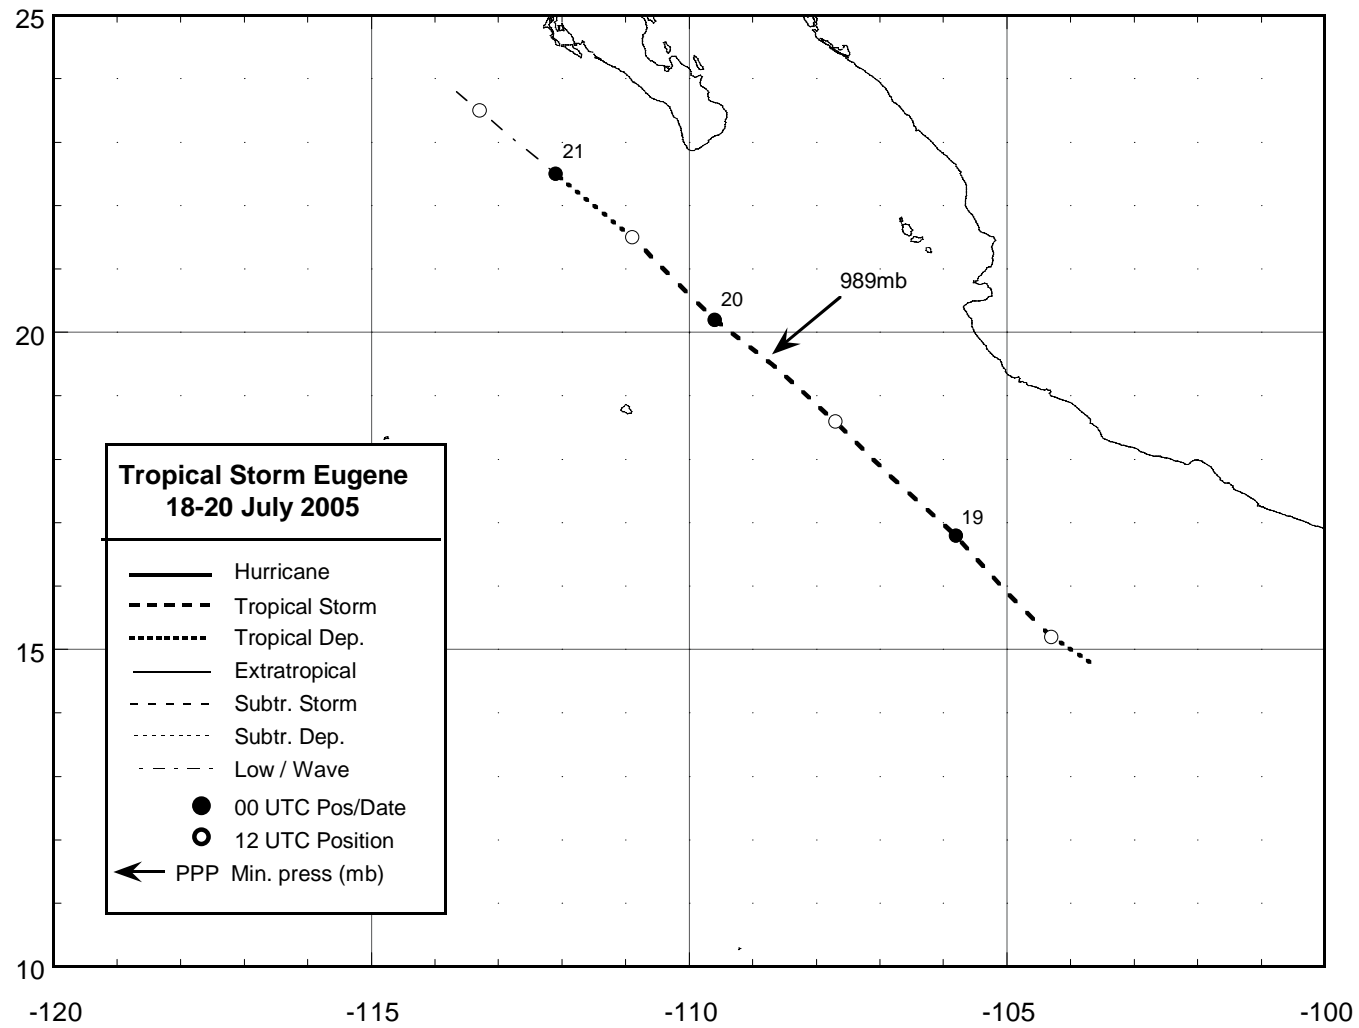 25
21
989mb
20
20
Tropical Storm Eugene
18-20 July 2005
19
Hurricane
Tropical Storm
Tropical Dep.
15
Extratropical
Subtr. Storm
Subtr. Dep.
Low / Wave
00 UTC Pos/Date
12 UTC Position
PPP Min. press (mb)
10
-120 -115 -110 -105 -100